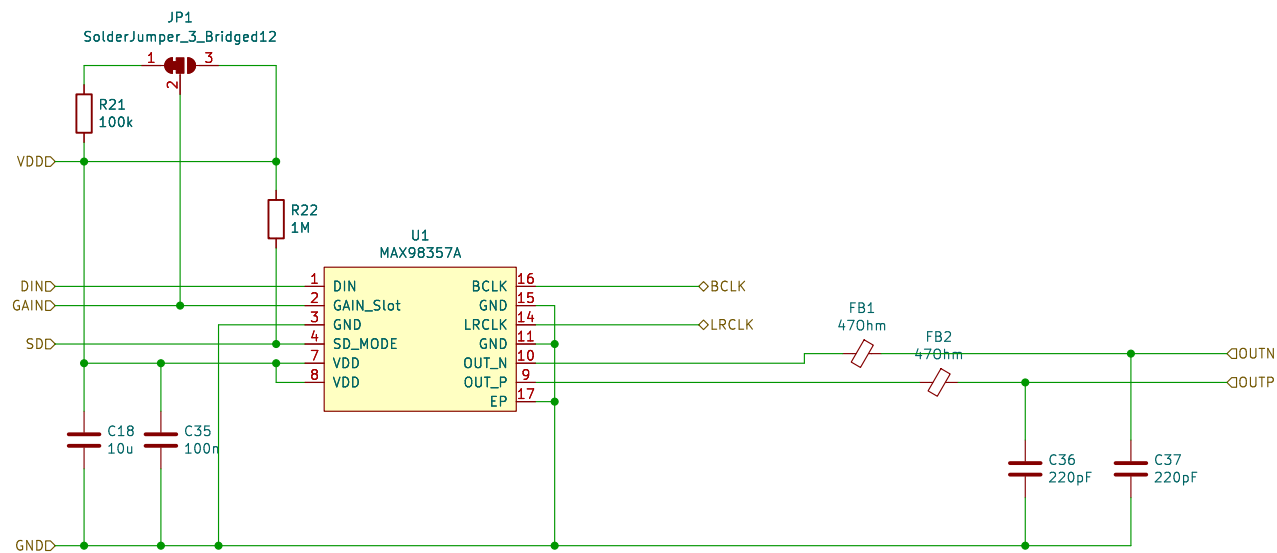 JP1
SolderJumper_3_Bridged12
1
3
2
R21
100k
VDD
R22
1M
U1
MAX98357A
DIN
1
DIN
BCLK
16
BCLK
GAIN
2
GAIN_Slot
GND
15
3
GND
LRCLK
14
LRCLK
SD
4
SD_MODE
GND
11
7
VDD
OUT_N
10
8
VDD
OUT_P
9
EP
17
FB1
47Ohm
FB2
47Ohm
OUTN
OUTP
C18
10u
C35
100n
C36
220pF
C37
220pF
GND